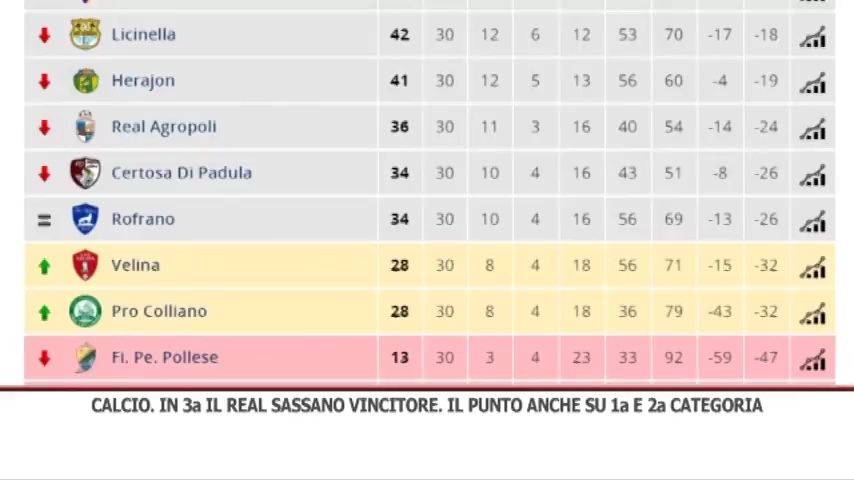 Licinella 42 30 12 6 12 53 70 -17 -18
Herajon 41 30 12 5 13 56 60 -4 -19
Real Agropoli 36 30 11 3 16 40 54 -14 -24
Certosa Di Padula 34 30 10 4 16 43 51 -8 -26
Rofrano 34 30 10 4 16 56 69 -13 -26
Velina 28 30 8 4 18 56 71 -15 -32
Pro Colliano 28 30 8 4 18 36 79 -43 -32
Fi. Pe. Pollese 13 30 3 4 23 33 92 -59 -47
CALCIO. IN 3a IL REAL SASSANO VINCITORE. IL PUNTO ANCHE SU 1a E 2a CATEGORIA